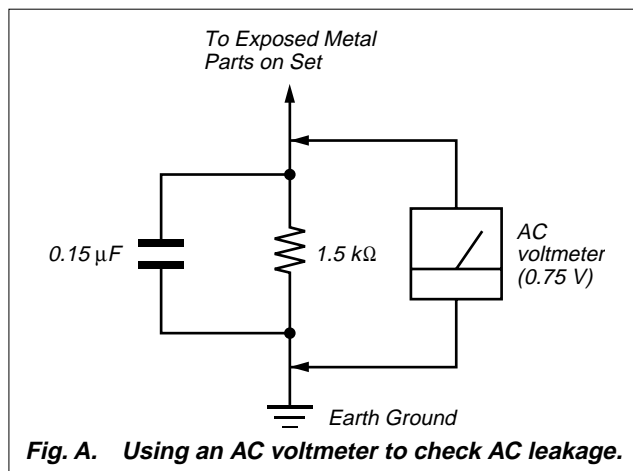 To Exposed Metal
Parts on Set
0.15 μF
1.5 kΩ
AC
voltmeter
(0.75 V)
Earth Ground
Fig. A. Using an AC voltmeter to check AC leakage.